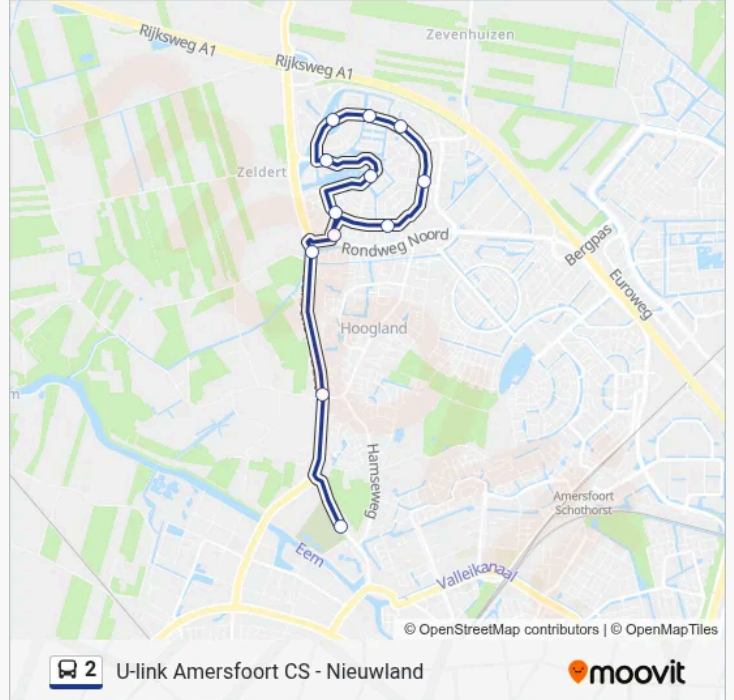 Zevenhuizen
Rijksweg A1
Rijksweg A1
Zeldert
Rondweg Noord
Bergpas
Euroweg
Hoogland
m
Hamseweg
Amersfoort
Schothorst
Eem
Valleikanaal
© OpenStreetMap contributors | © OpenMapTiles
2 U-link Amersfoort CS - Nieuwland
moovit